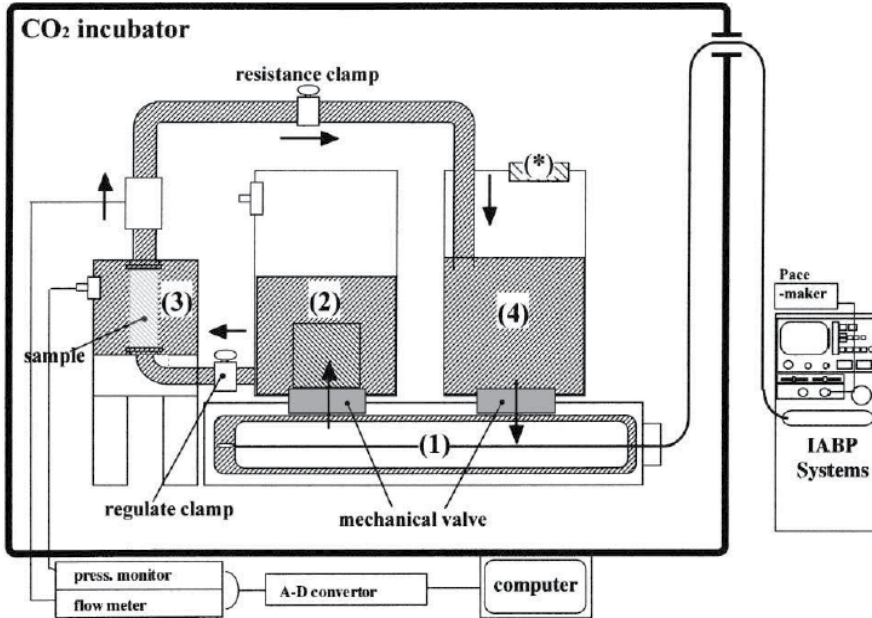 CO₂ incubator
resistance clamp
(*)
(3)
(2)
(4)
sample
(1)
regulate clamp
mechanical valve
Pace
-maker
IABP
Systems
press. monitor
flow meter
A-D convertor
computer